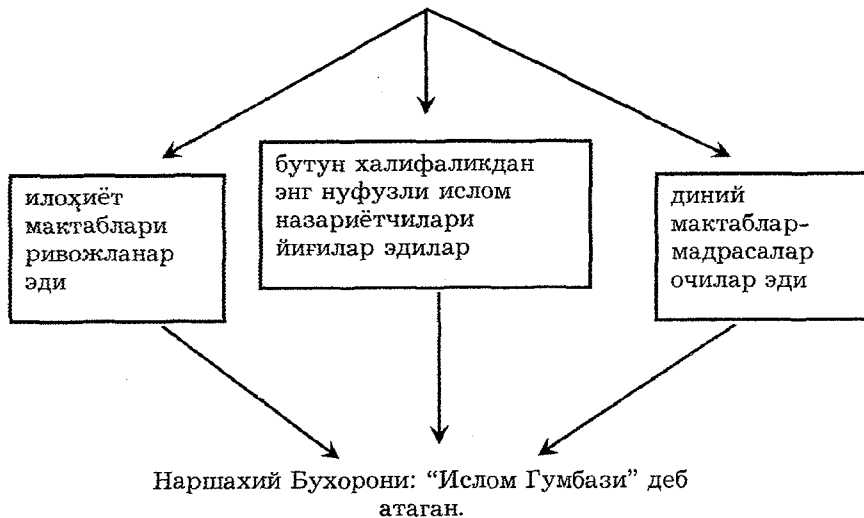 илоҳиёт
мактаблари
ривожланар
эди
бутун халифаликдан
энг нуфузли ислом
назариётчилари
йиғилар эдилар
диний
мактаблар-
мадрасалар
очилар эди
Наршахий Бухорони: “Ислом Гумбази” деб
атаган.